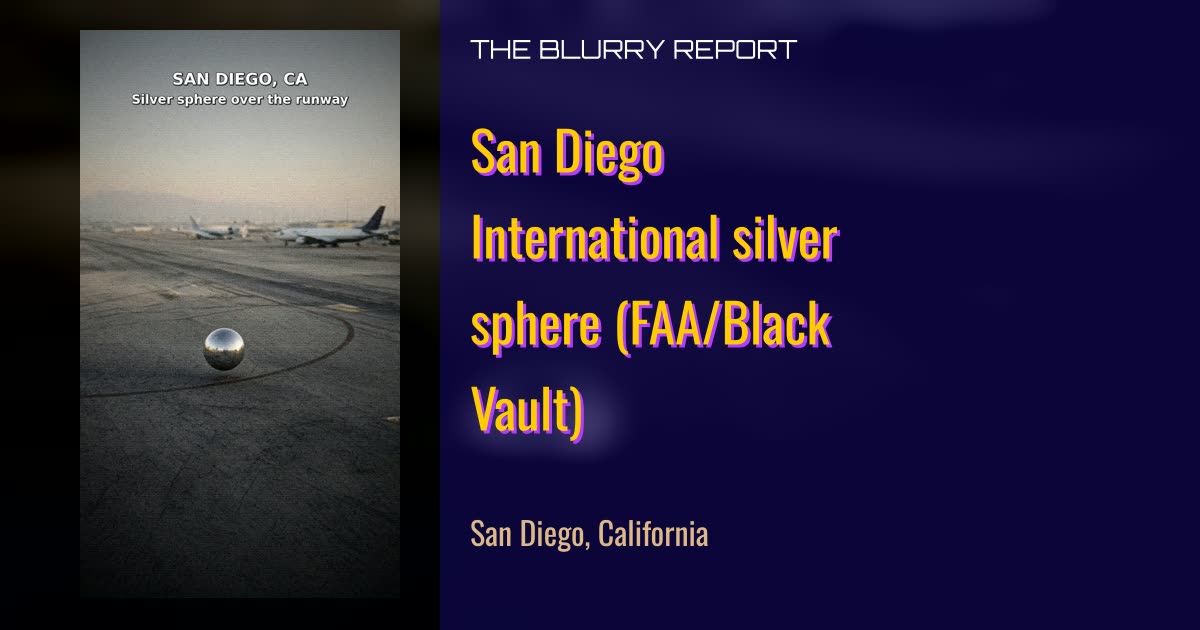 SAN DIEGO, CA
Silver sphere over the runway
THE BLURRY REPORT
San Diego
International silver
sphere (FAA/Black
Vault)
San Diego, California